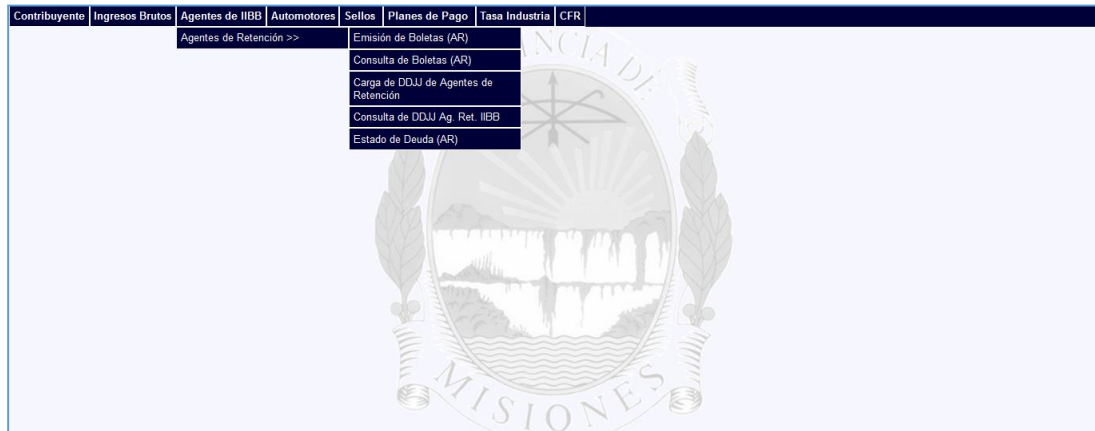 Contribuyente Ingresos Brutos Agentes de IIBB Automotores Sellos Planes de Pago Tasa Industria CFR
Agentes de Retención >>
Emisión de Boletas (AR)
Consulta de Boletas (AR)
Carga de DDJJ de Agentes de
Retención
Consulta de DDJJ Ag. Ret. IIBB
Estado de Deuda (AR)
NCIA DE
MISIONES